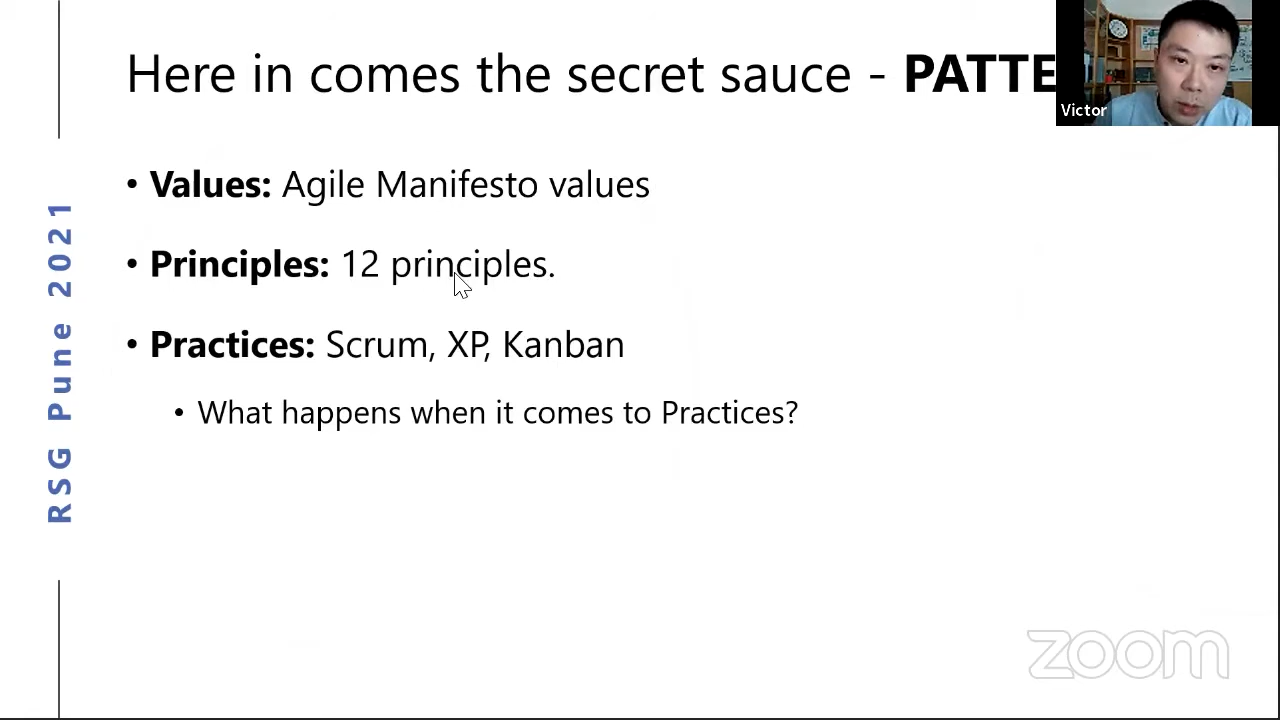 Here in comes the secret sauce - PATTE
Victor
• Values: Agile Manifesto values
• Principles: 12 principles.
• Practices: Scrum, XP, Kanban
• What happens when it comes to Practices?
RSG Pune 2021
zoom